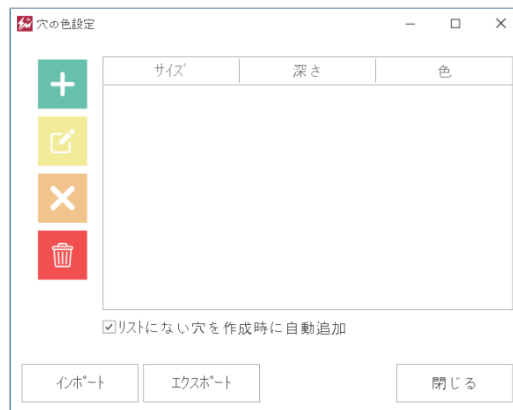 穴の色設定
サイズ 深さ 色
リストにない穴を作成時に自動追加
インポート エクスポート 閉じる